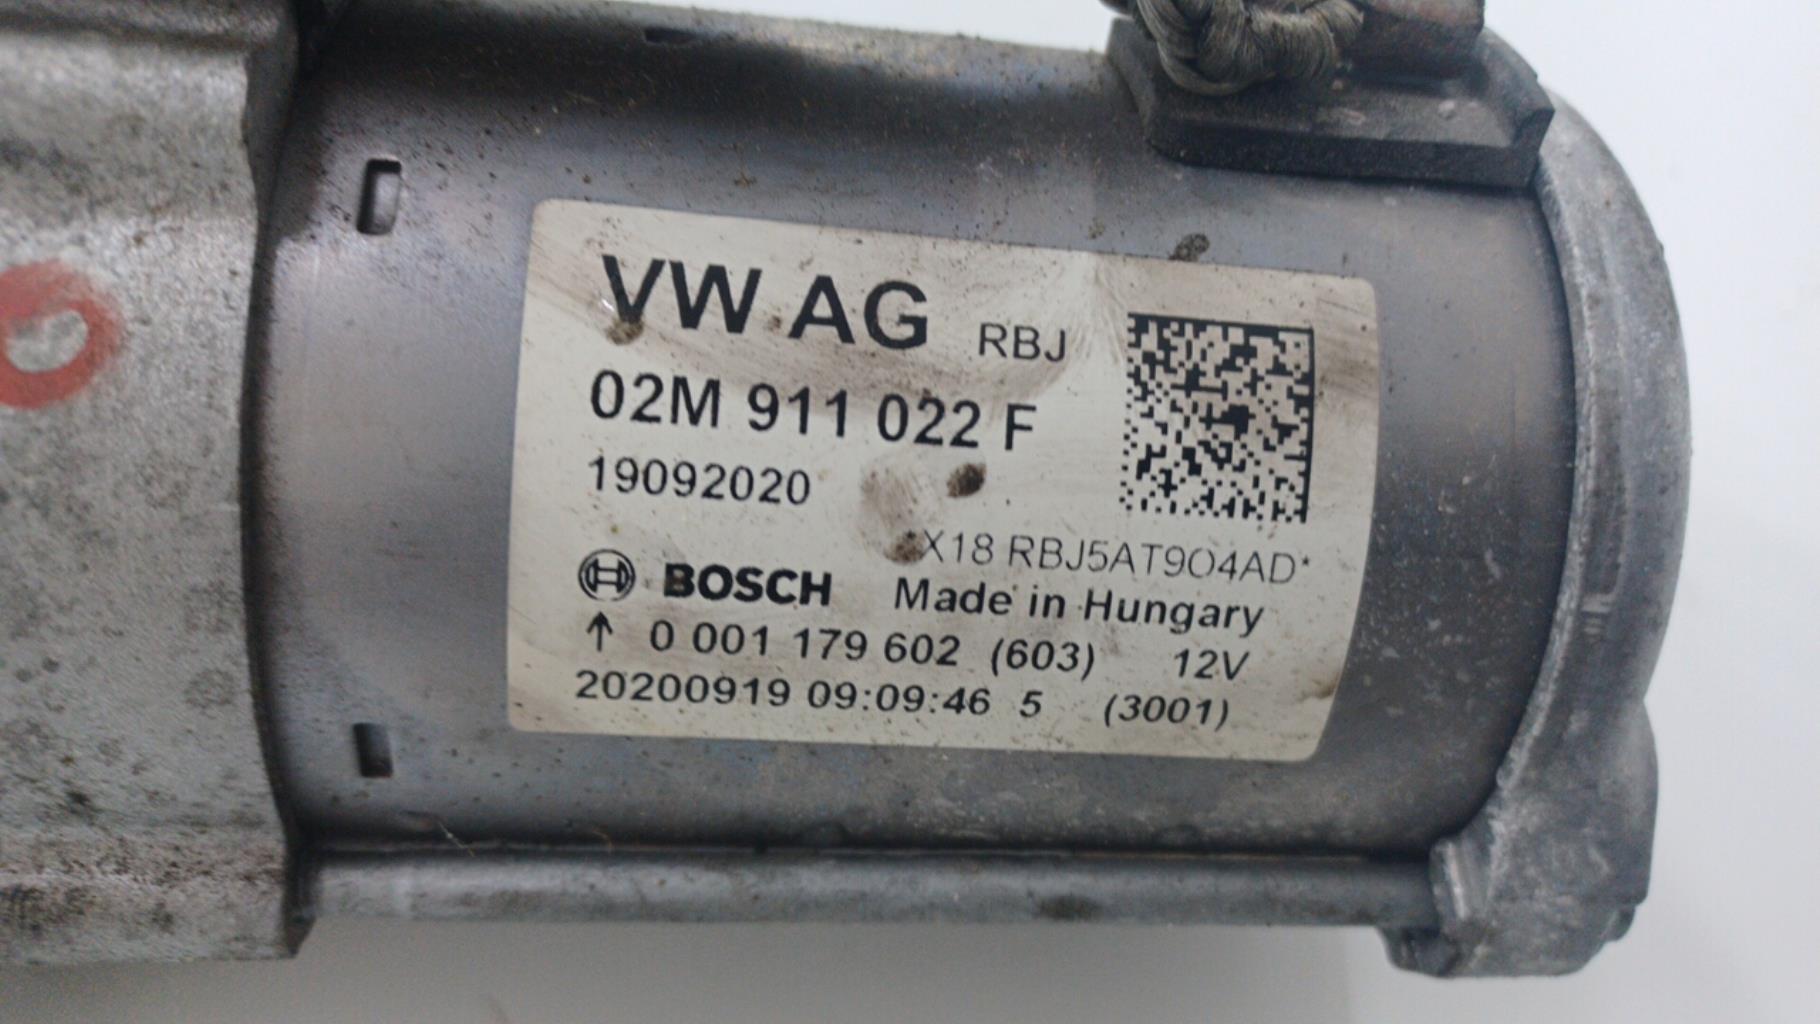 VW AG RBJ
02M 911 022 F
19092020
*X18 RBJ5AT9O4AD*
BOSCH Made in Hungary
↑ 0 001 179 602 (603) 12V
20200919 09:09:46 5 (3001)